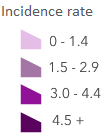 Incidence rate
0 - 1.4
1.5 - 2.9
3.0 - 4.4
4.5 +